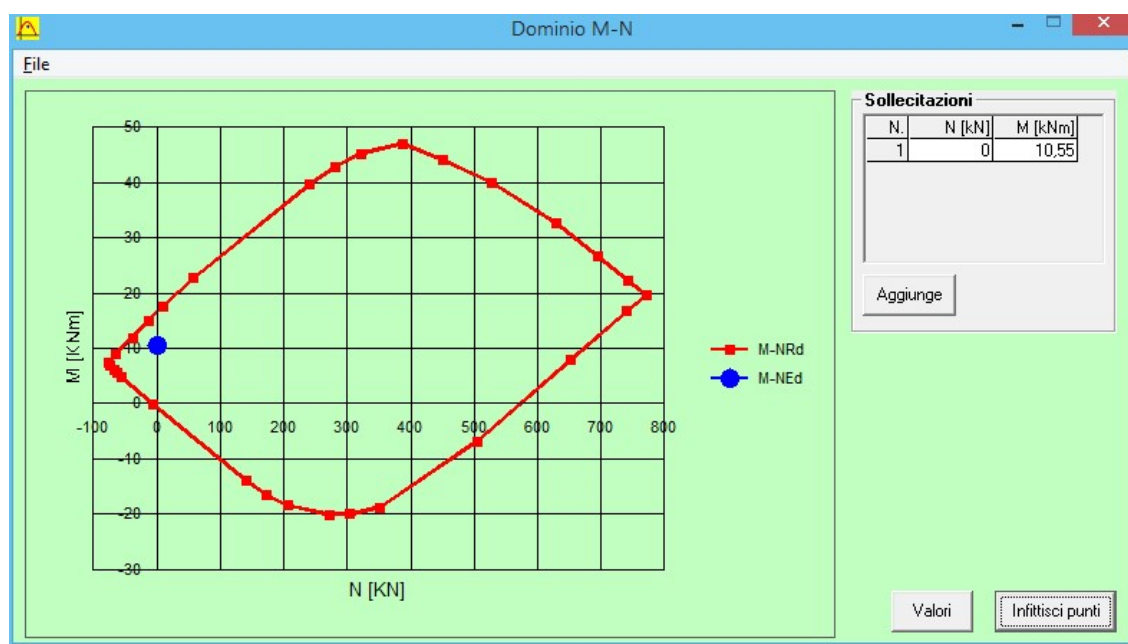 Dominio M-N
File
50
40
30
20
10
0
-10
-20
-30
-100 0 100 200 300 400 500 600 700 800
M [KNm]
N [KN]
M-NRd
M-NEd
Sollecitazioni
N. N [kN] M [kNm]
1 0 10,55
Aggiunge
Valori
Infittisci punti